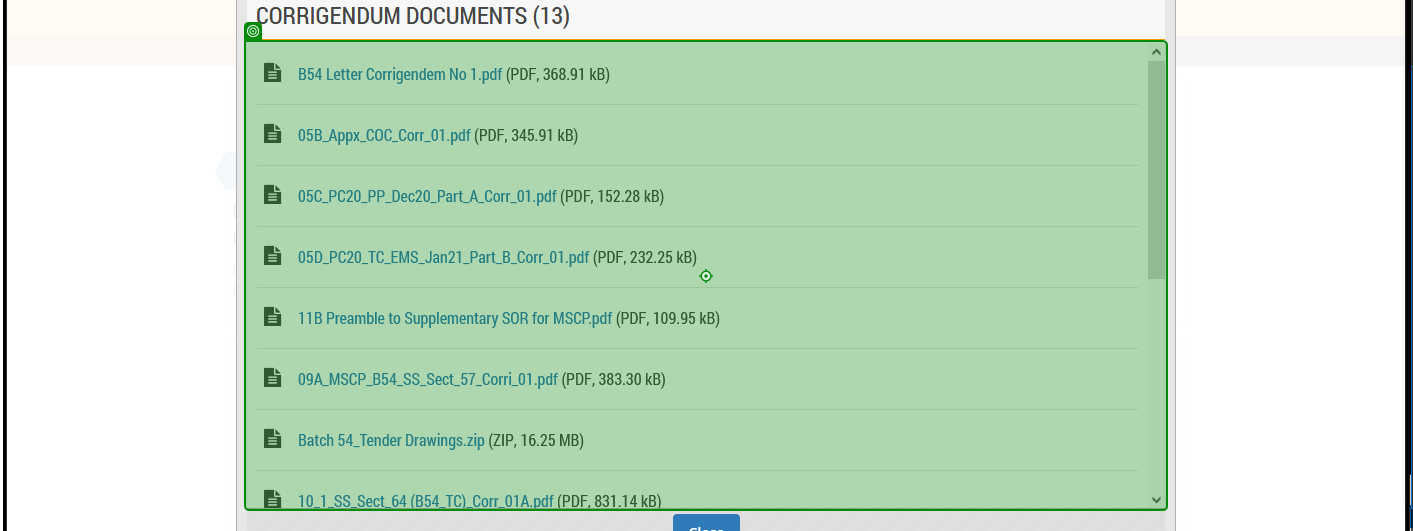 CORRIGENDUM DOCUMENTS (13)
B54 Letter Corrigendem No 1.pdf (PDF, 368.91 kB)
05B_Appx_COC_Corr_01.pdf (PDF, 345.91 kB)
05C_PC20_PP_Dec20_Part_A_Corr_01.pdf (PDF, 152.28 kB)
05D_PC20_TC_EMS_Jan21_Part_B_Corr_01.pdf (PDF, 232.25 kB)
11B Preamble to Supplementary SOR for MSCP.pdf (PDF, 109.95 kB)
09A_MSCP_B54_SS_Sect_57_Corri_01.pdf (PDF, 383.30 kB)
Batch 54_Tender Drawings.zip (ZIP, 16.25 MB)
10_1_SS_Sect_64 (B54_TC)_Corr_01A.pdf (PDF, 831.14 kB)
Close